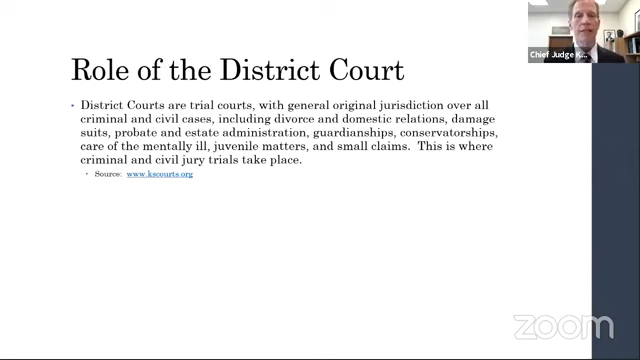 Chief Judge K...
Role of the District Court
District Courts are trial courts, with general original jurisdiction over all
criminal and civil cases, including divorce and domestic relations, damage
suits, probate and estate administration, guardianships, conservatorships,
care of the mentally ill, juvenile matters, and small claims. This is where
criminal and civil jury trials take place.
Source: www.kscourts.org
zoom